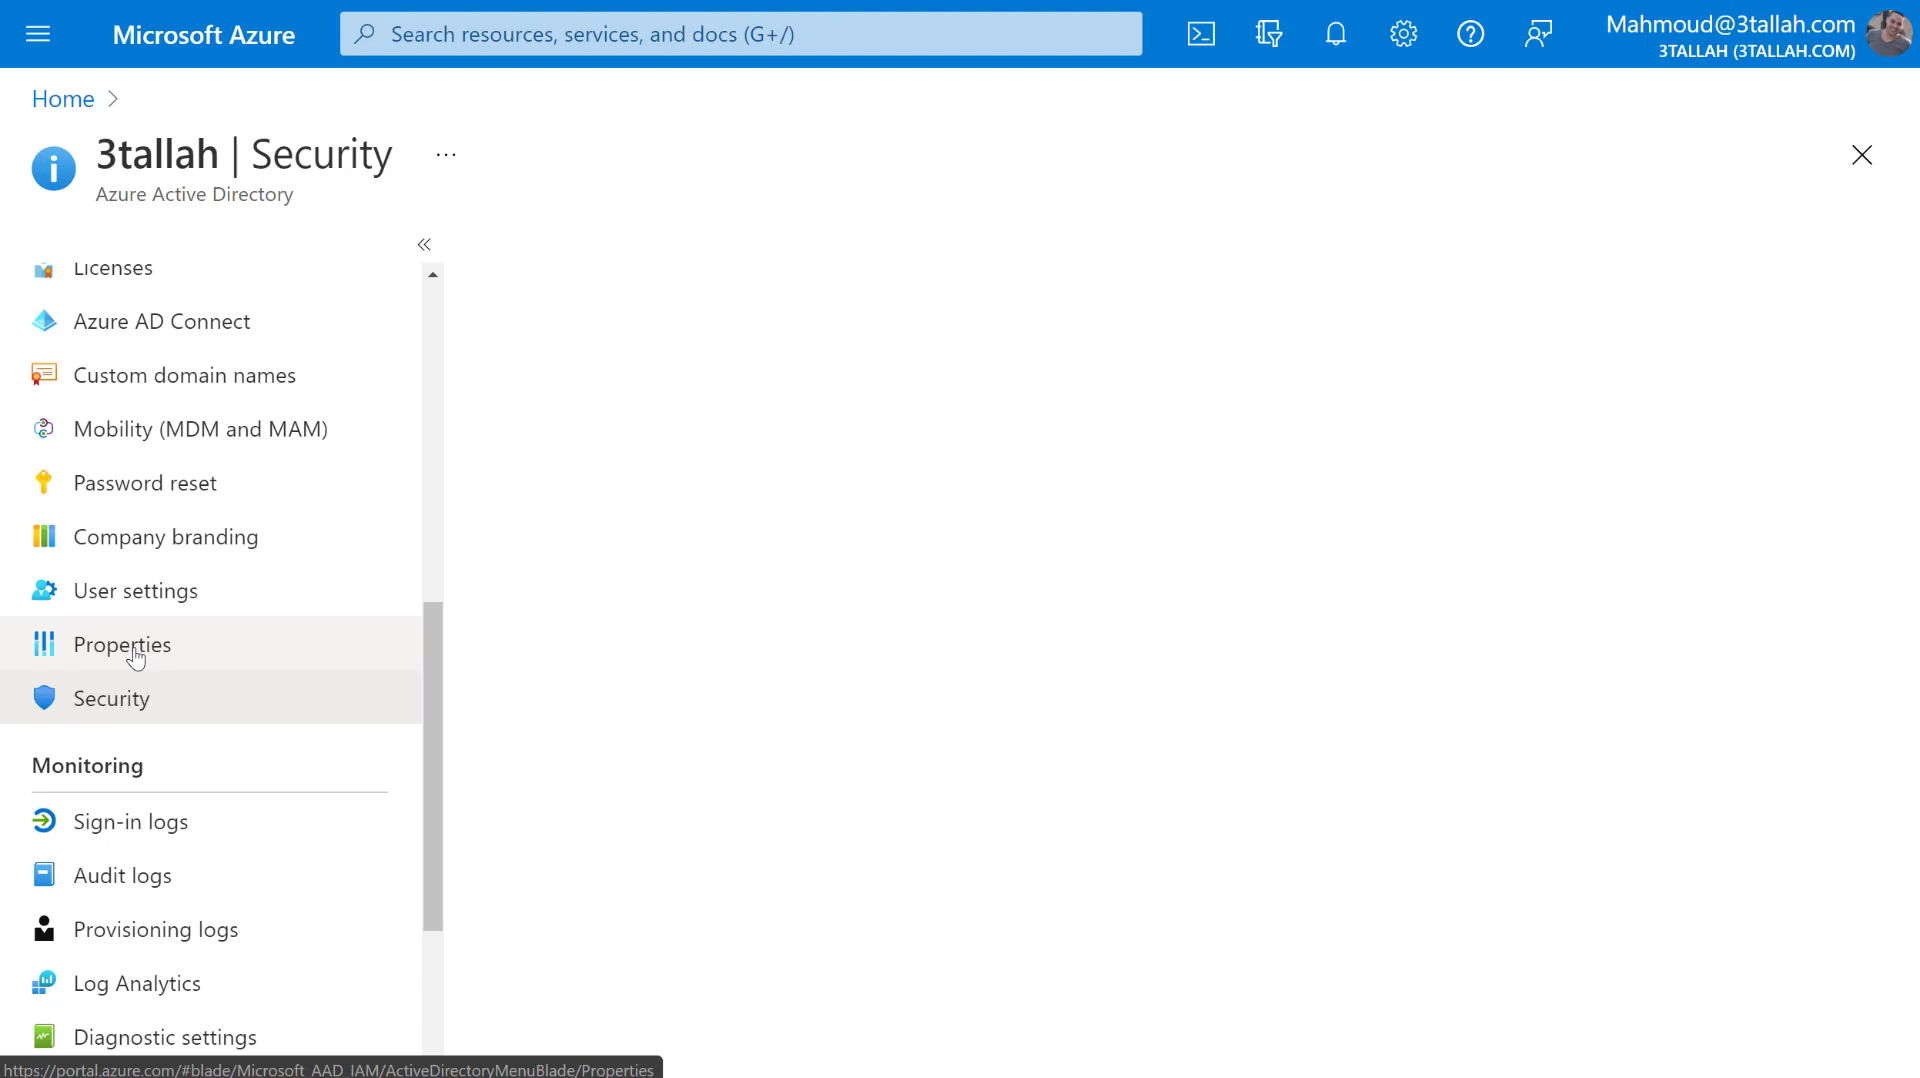 Microsoft Azure
Search resources, services, and docs (G+/)
Mahmoud@3tallah.com
3TALLAH (3TALLAH.COM)
Home
3tallah | Security
Azure Active Directory
Licenses
Azure AD Connect
Custom domain names
Mobility (MDM and MAM)
Password reset
Company branding
User settings
Properties
Security
Monitoring
Sign-in logs
Audit logs
Provisioning logs
Log Analytics
Diagnostic settings
https://portal.azure.com/#blade/Microsoft_AAD_IAM/ActiveDirectoryMenuBlade/Properties